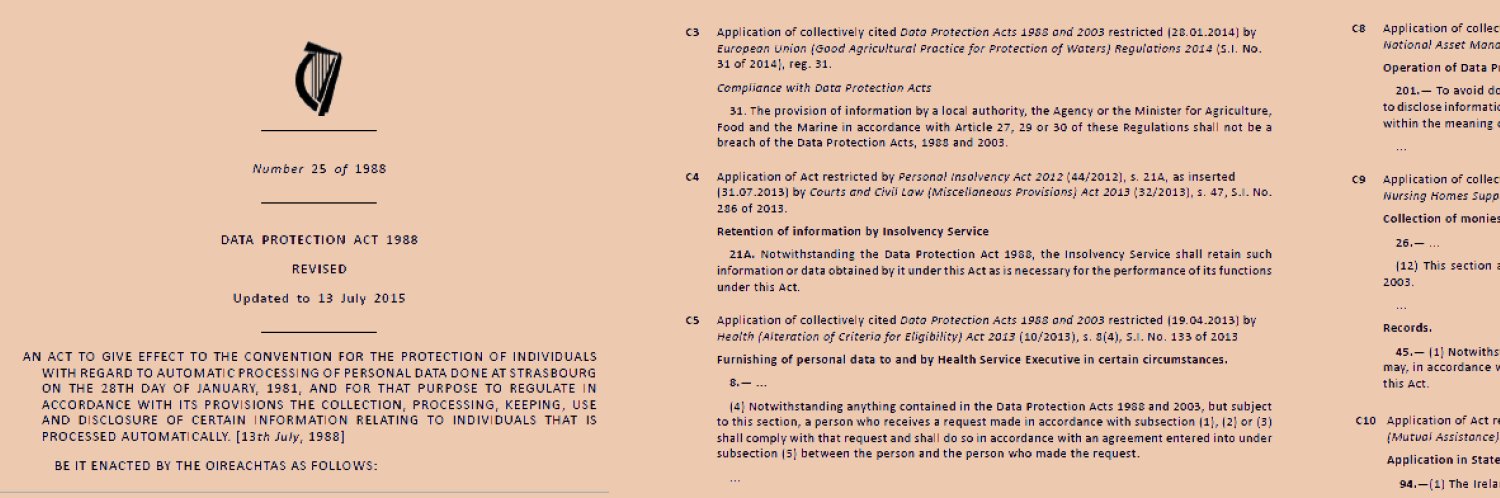 Number 25 of 1988
DATA PROTECTION ACT 1988
REVISED
Updated to 13 July 2015
AN ACT TO GIVE EFFECT TO THE CONVENTION FOR THE PROTECTION OF INDIVIDUALS
WITH REGARD TO AUTOMATIC PROCESSING OF PERSONAL DATA DONE AT STRASBOURG
ON THE 28TH DAY OF JANUARY, 1981, AND FOR THAT PURPOSE TO REGULATE IN
ACCORDANCE WITH ITS PROVISIONS THE COLLECTION, PROCESSING, KEEPING, USE
AND DISCLOSURE OF CERTAIN INFORMATION RELATING TO INDIVIDUALS THAT IS
PROCESSED AUTOMATICALLY. [13th July, 1988]
BE IT ENACTED BY THE OIREACHTAS AS FOLLOWS:
C3 Application of collectively cited Data Protection Acts 1988 and 2003 restricted (28.01.2014) by
European Union (Good Agricultural Practice for Protection of Waters) Regulations 2014 (S.I. No.
31 of 2014), reg. 31.
Compliance with Data Protection Acts
31. The provision of information by a local authority, the Agency or the Minister for Agriculture,
Food and the Marine in accordance with Article 27, 29 or 30 of these Regulations shall not be a
breach of the Data Protection Acts, 1988 and 2003.
C4 Application of Act restricted by Personal Insolvency Act 2012 (44/2012), s. 21A, as inserted
(31.07.2013) by Courts and Civil Law (Miscellaneous Provisions) Act 2013 (32/2013), s. 47, S.I. No.
286 of 2013.
Retention of information by Insolvency Service
21A. Notwithstanding the Data Protection Act 1988, the Insolvency Service shall retain such
information or data obtained by it under this Act as is necessary for the performance of its functions
under this Act.
C5 Application of collectively cited Data Protection Acts 1988 and 2003 restricted (19.04.2013) by
Health (Alteration of Criteria for Eligibility) Act 2013 (10/2013), s. 8(4), S.I. No. 133 of 2013
Furnishing of personal data to and by Health Service Executive in certain circumstances.
8.— ...
(4) Notwithstanding anything contained in the Data Protection Acts 1988 and 2003, but subject
to this section, a person who receives a request made in accordance with subsection (1), (2) or (3)
shall comply with that request and shall do so in accordance with an agreement entered into under
subsection (5) between the person and the person who made the request.
...
C8 Application of collec
National Asset Mana
Operation of Data P
201.— To avoid do
to disclose informatio
within the meaning
...
C9 Application of collec
Nursing Homes Supp
Collection of monies
26.— ...
(12) This section a
2003.
...
Records.
45.— (1) Notwiths
may, in accordance w
this Act.
C10 Application of Act re
(Mutual Assistance)
Application in State
94.—(1) The Irela